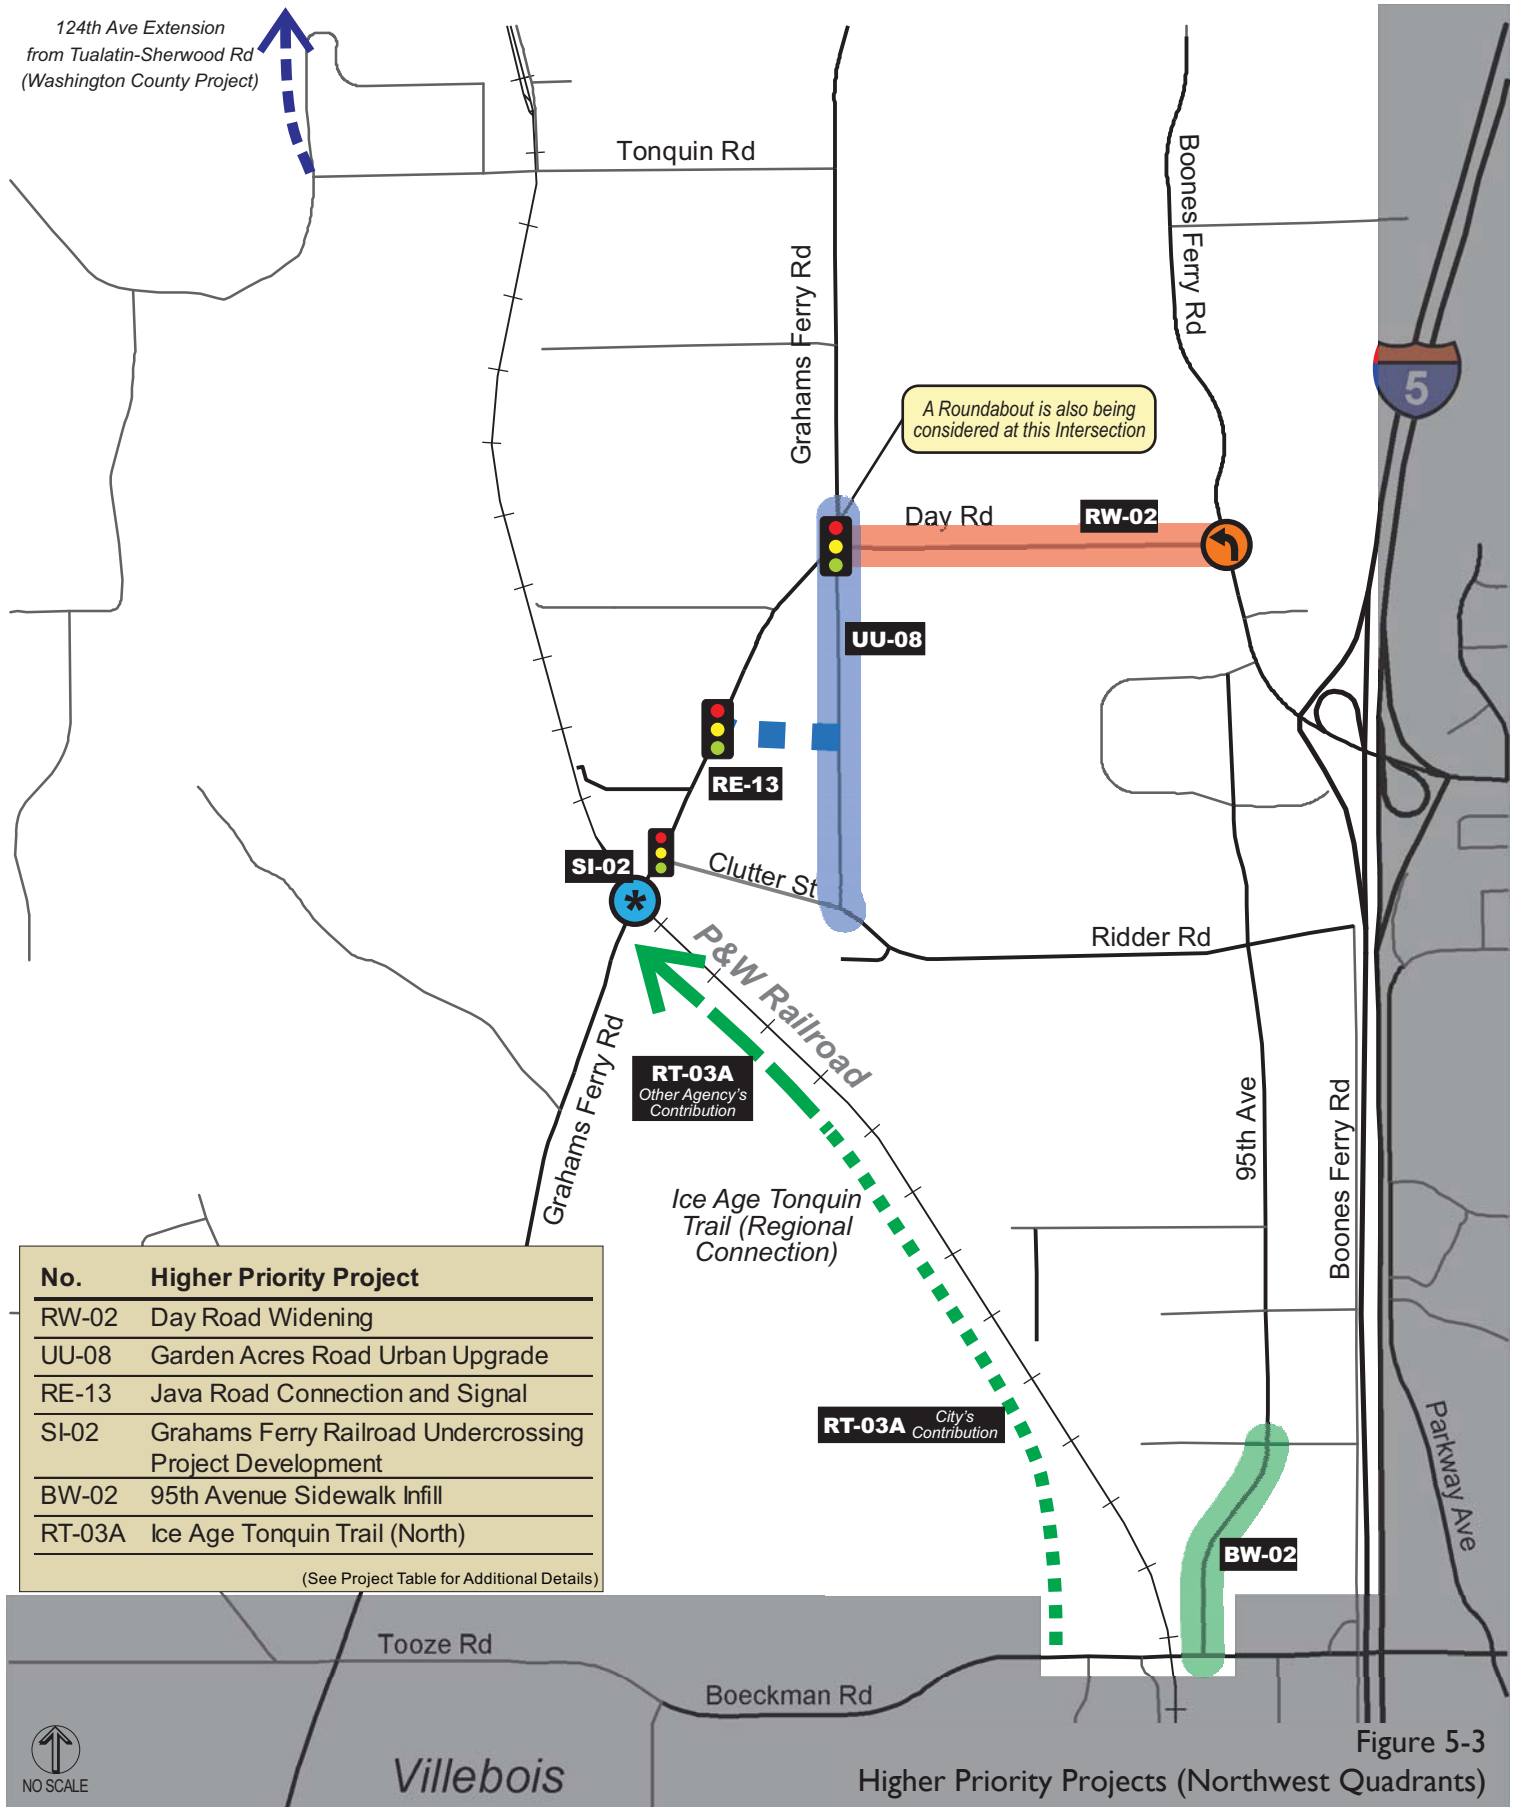 124th Ave Extension
from Tualatin-Sherwood Rd
(Washington County Project)
Tonquin Rd
Boones Ferry Rd
Grahams Ferry Rd
5
A Roundabout is also being
considered at this Intersection
Day Rd
RW-02
UU-08
RE-13
SI-02
*
Clutter St
Ridder Rd
P&W Railroad
Grahams Ferry Rd
RT-03A
Other Agency's
Contribution
95th Ave
Boones Ferry Rd
Ice Age Tonquin
Trail (Regional
Connection)
No. Higher Priority Project
RW-02 Day Road Widening
UU-08 Garden Acres Road Urban Upgrade
RE-13 Java Road Connection and Signal
SI-02 Grahams Ferry Railroad Undercrossing
Project Development
BW-02 95th Avenue Sidewalk Infill
RT-03A Ice Age Tonquin Trail (North)
(See Project Table for Additional Details)
RT-03A City's
Contribution
Parkway Ave
BW-02
Tooze Rd
Boeckman Rd
Villebois
NO SCALE
Figure 5-3
Higher Priority Projects (Northwest Quadrants)